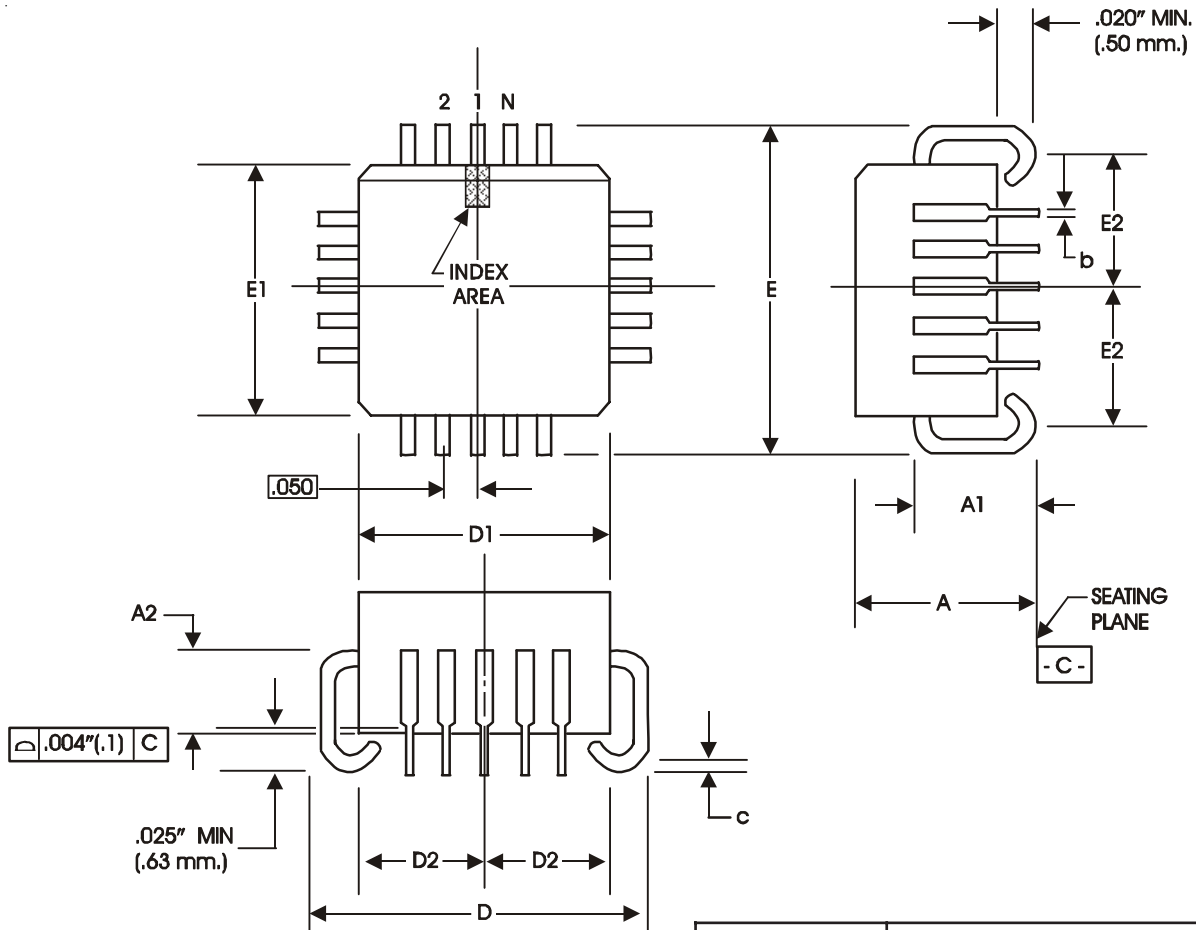 .020" MIN.
(.50 mm.)
2 1 N
INDEX
AREA
E1
E
E2
b
E2
.050
A1
D1
A
SEATING
PLANE
- C -
A2
⌓ .004"(.1) C
.025" MIN
(.63 mm.)
c
D2 D2
D